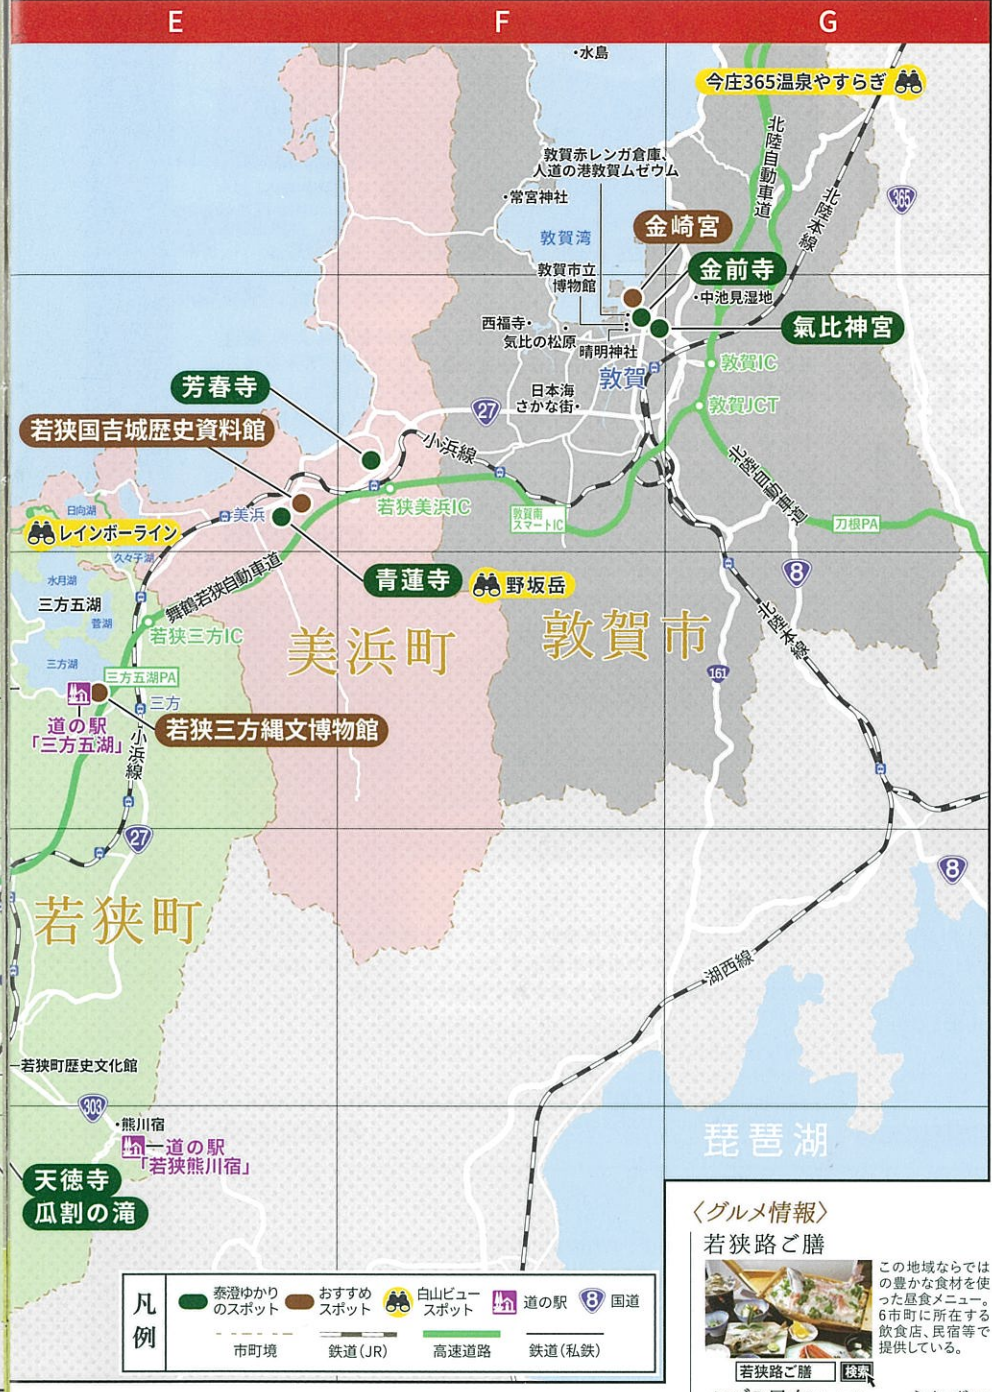 E
F
G
・水島
今庄365温泉やすらぎ
北陸自動車道
北陸本線
365
敦賀赤レンガ倉庫、
人道の港敦賀ムゼウム
・常宮神社
敦賀湾
金崎宮
金前寺
敦賀市立
博物館
・中池見湿地
氣比神宮
西福寺・
気比の松原
晴明神社
敦賀
敦賀IC
芳春寺
日本海
さかな街・
敦賀JCT
27
若狭国吉城歴史資料館
小浜線
北陸自動車道
若狭美浜IC
日向湖
美浜
敦賀南
スマートIC
刀根PA
レインボーライン
久々子湖
舞鶴若狭自動車道
青蓮寺
野坂岳
8
水月湖
三方五湖
菅湖
若狭三方IC
美浜町
敦賀市
北陸本線
三方湖
三方五湖PA
161
三方
道の駅
「三方五湖」
若狭三方縄文博物館
小浜線
27
8
若狭町
湖西線
若狭町歴史文化館
303
・熊川宿
道の駅
「若狭熊川宿」
琵琶湖
天徳寺
瓜割の滝
凡例
泰澄ゆかり
のスポット
おすすめ
スポット
白山ビュー
スポット
道の駅
8
国道
市町境
鉄道(JR)
高速道路
鉄道(私鉄)
〈グルメ情報〉
若狭路ご膳
この地域ならでは
の豊かな食材を使
った昼食メニュー。
6市町に所在する
飲食店、民宿等で
提供している。
若狭路ご膳
検索